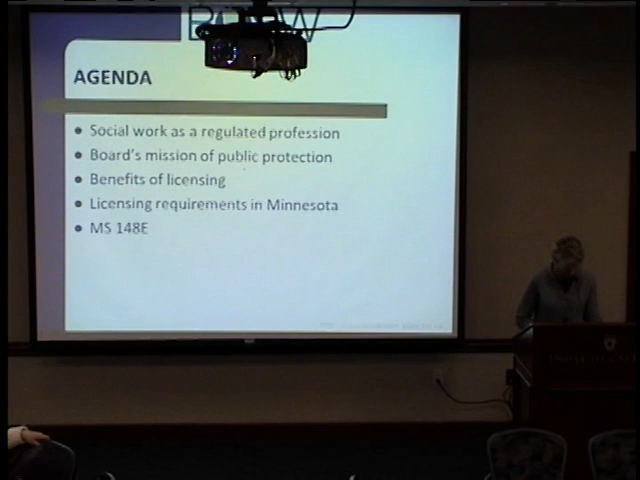 AGENDA
Social work as a regulated profession
Board's mission of public protection
Benefits of licensing
Licensing requirements in Minnesota
MS 148E